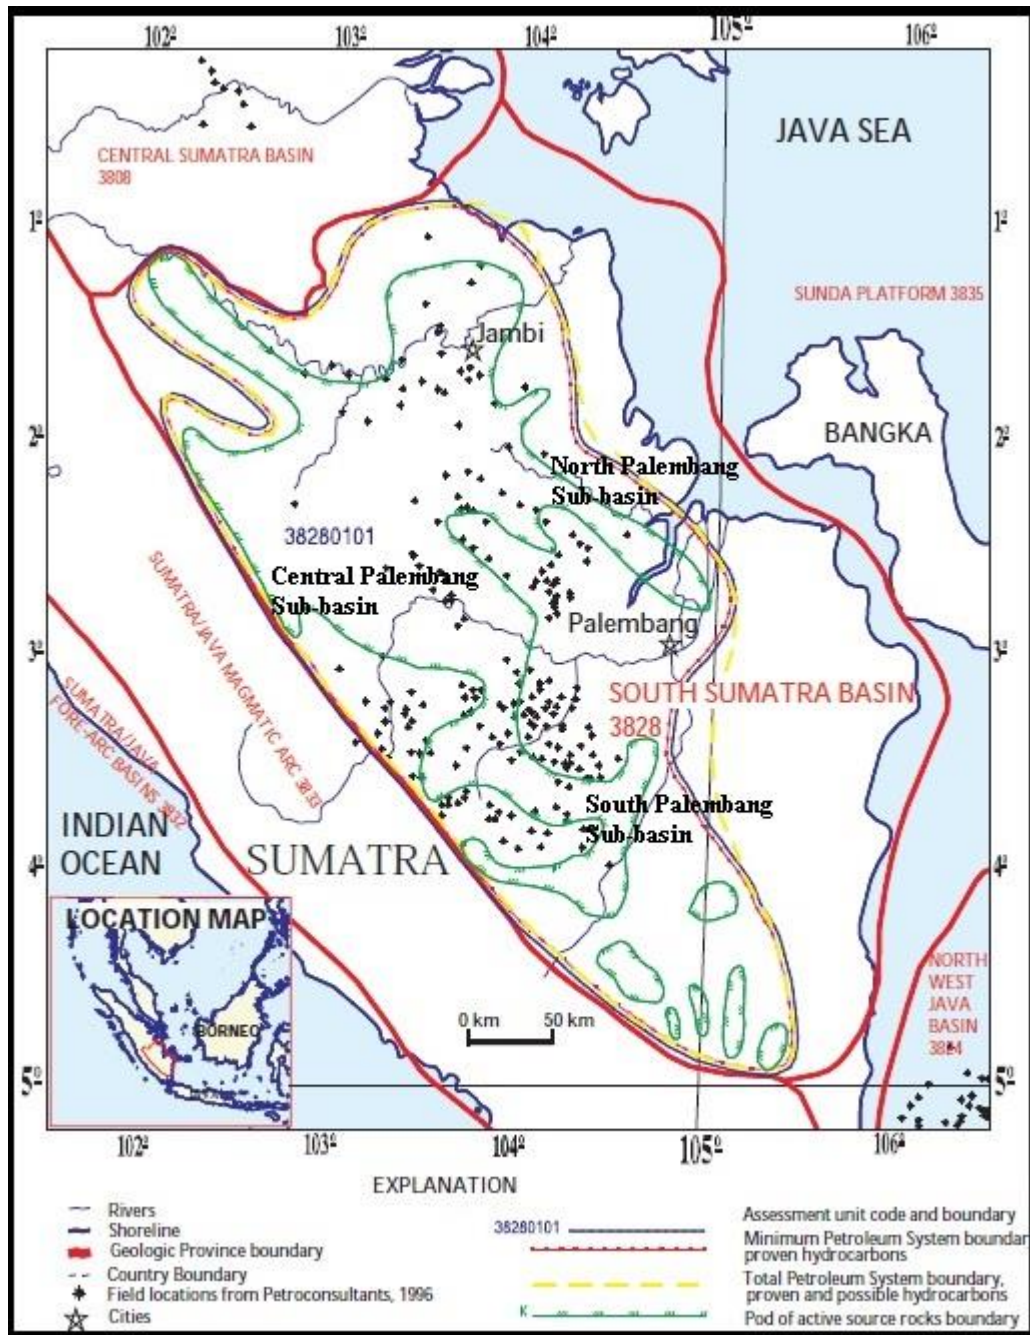 102º 103º 104º 105º 106º
JAVA SEA
CENTRAL SUMATRA BASIN
3808
1º 1º
SUNDA PLATFORM 3835
Jambi
BANGKA
2º 2º
North Palembang
Sub-basin
38280101
Central Palembang
Sub-basin
SUMATRA/JAVA MAGMATIC ARC 3833
Palembang
3º 3º
SUMATRA/JAVA
FORE-ARC BASINS 3832
SOUTH SUMATRA BASIN
3828
South Palembang
Sub-basin
INDIAN
OCEAN
SUMATRA
4º 4º
LOCATION MAP
BORNEO
NORTH
WEST
JAVA
BASIN
3824
0 km 50 km
5º 5º
102º 103º 104º 105º 106º
EXPLANATION
Rivers
Shoreline
Geologic Province boundary
Country Boundary
Field locations from Petroconsultants, 1996
Cities
38280101
Assessment unit code and boundary
Minimum Petroleum System boundar
proven hydrocarbons
Total Petroleum System boundary,
proven and possible hydrocarbons
K
Pod of active source rocks boundary